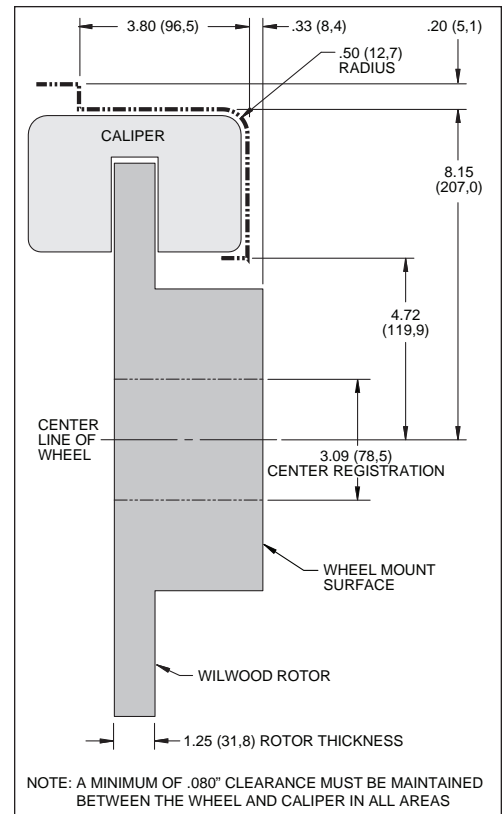 3.80 (96,5)
.33 (8,4)
.20 (5,1)
.50 (12,7)
RADIUS
CALIPER
8.15
(207,0)
4.72
(119,9)
CENTER
LINE OF
WHEEL
3.09 (78,5)
CENTER REGISTRATION
WHEEL MOUNT
SURFACE
WILWOOD ROTOR
1.25 (31,8) ROTOR THICKNESS
NOTE: A MINIMUM OF .080" CLEARANCE MUST BE MAINTAINED
BETWEEN THE WHEEL AND CALIPER IN ALL AREAS